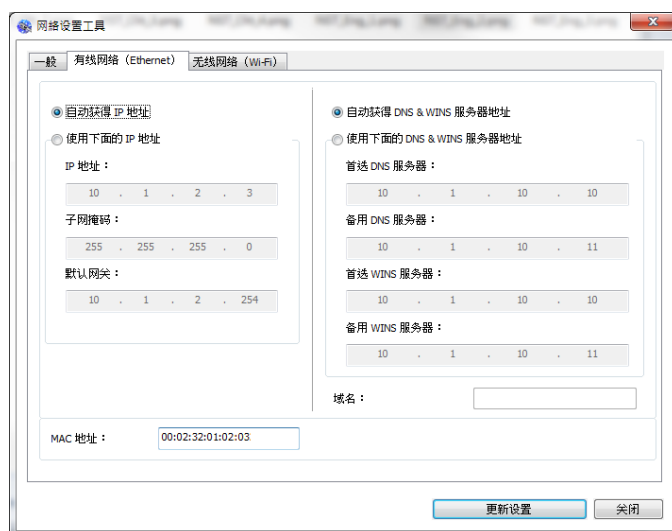 网络设置工具
一般
有线网络（Ethernet）
无线网络（Wi-Fi）
自动获得 IP 地址
使用下面的 IP 地址
IP 地址：
10 . 1 . 2 . 3
子网掩码：
255 . 255 . 255 . 0
默认网关：
10 . 1 . 2 . 254
自动获得 DNS & WINS 服务器地址
使用下面的 DNS & WINS 服务器地址
首选 DNS 服务器：
10 . 1 . 10 . 10
备用 DNS 服务器：
10 . 1 . 10 . 11
首选 WINS 服务器：
10 . 1 . 10 . 10
备用 WINS 服务器：
10 . 1 . 10 . 11
域名：
MAC 地址：
00:02:32:01:02:03
更新设置
关闭